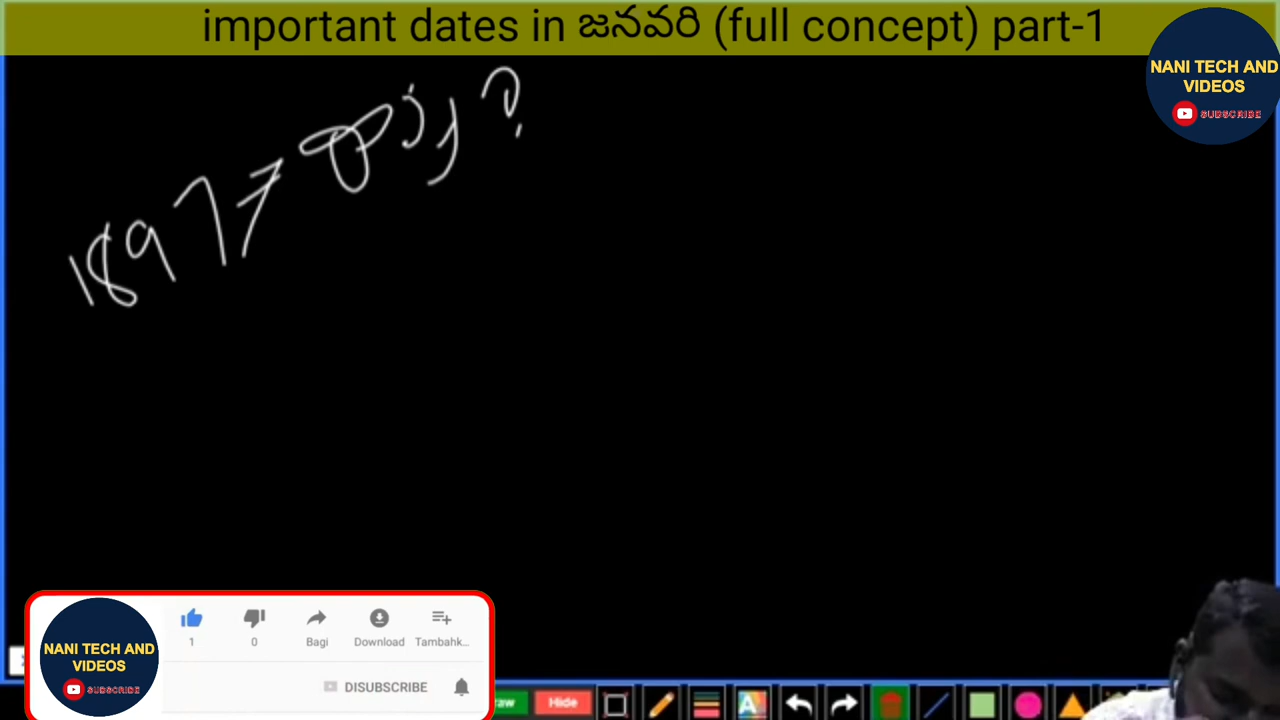 important dates in జనవరి (full concept) part-1
NANI TECH AND
VIDEOS
SUBSCRIBE
1897
?
1
0
Bagi
Download
Tambahk...
NANI TECH AND
VIDEOS
SUBSCRIBE
DISUBSCRIBE
aw
Hide
A